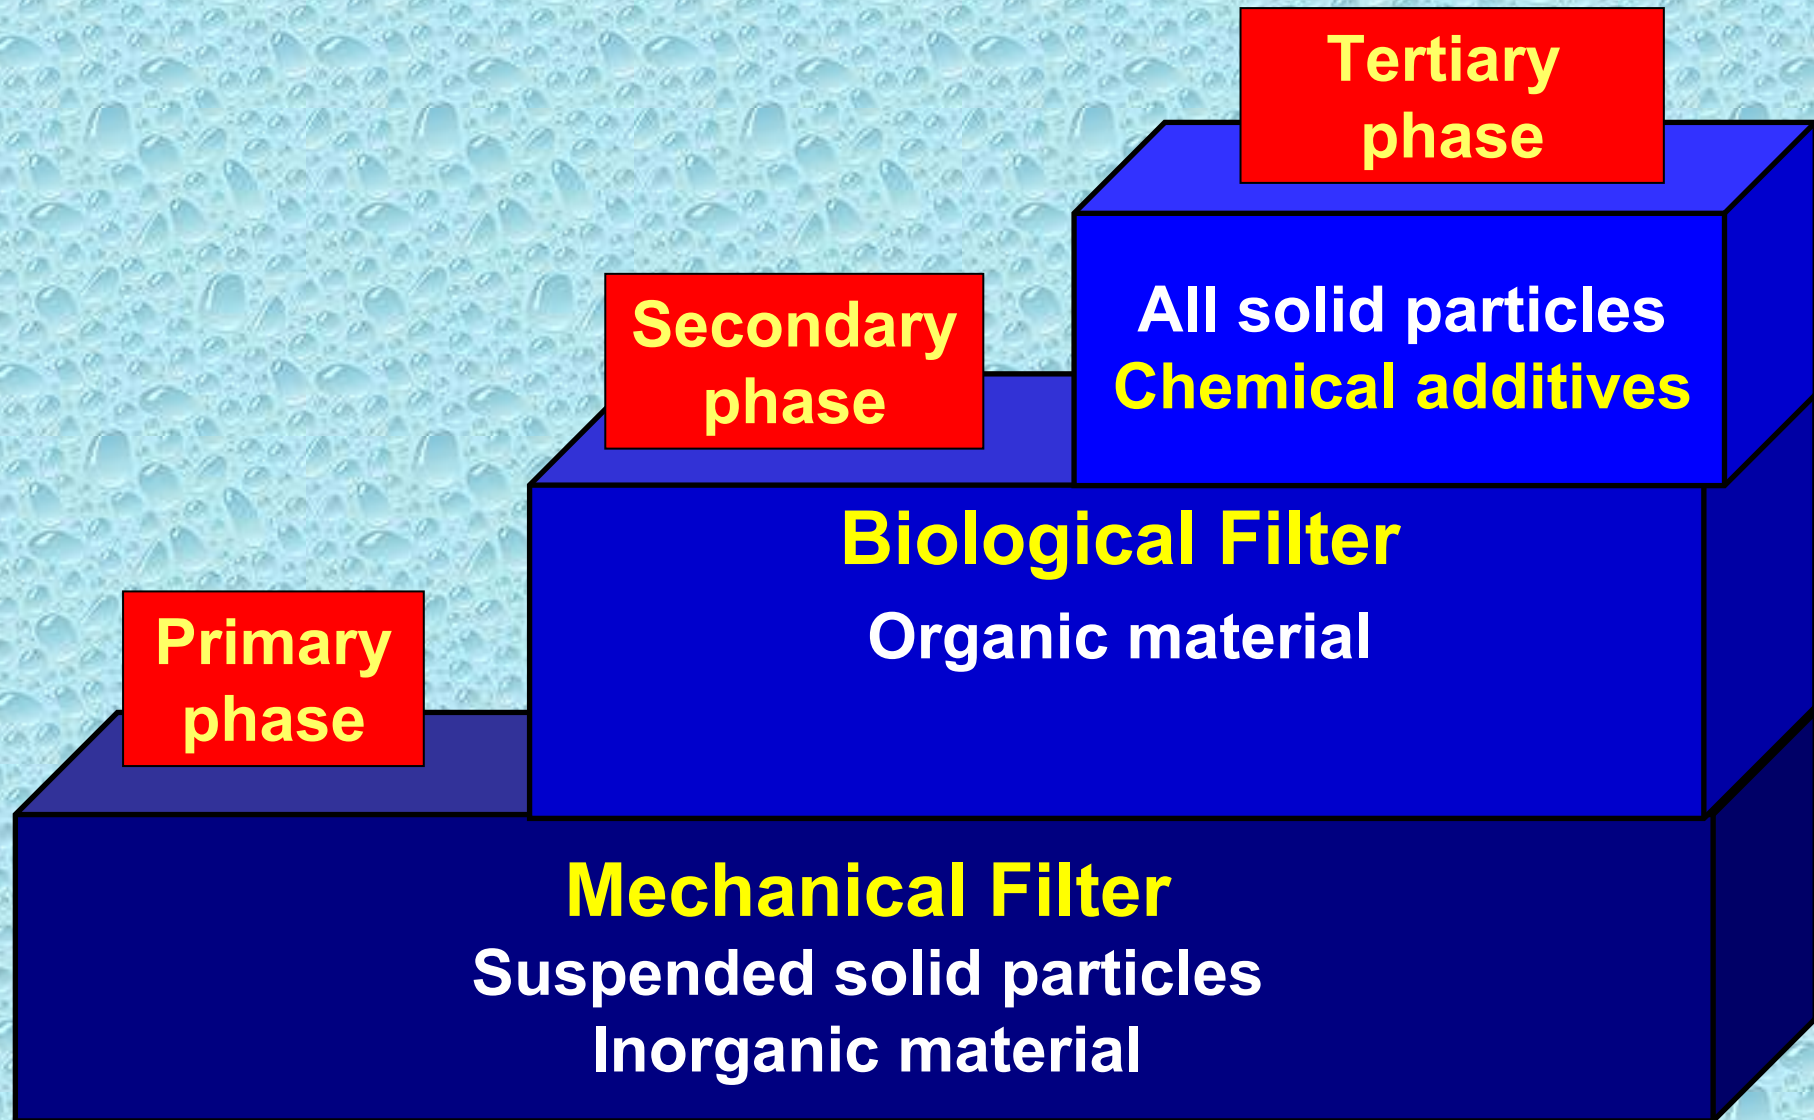 Tertiary
phase
All solid particles
Chemical additives
Secondary
phase
Biological Filter
Organic material
Primary
phase
Mechanical Filter
Suspended solid particles
Inorganic material